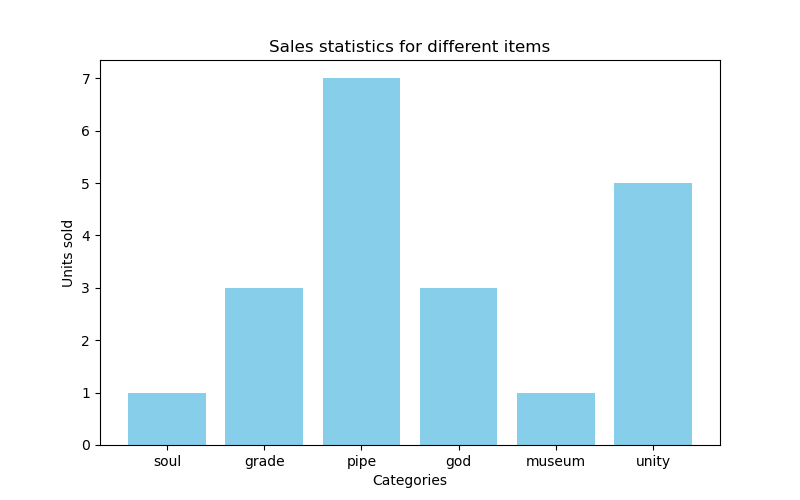 Sales statistics for different items
Units sold
7
6
5
4
3
2
1
0
soul grade pipe god museum unity
Categories